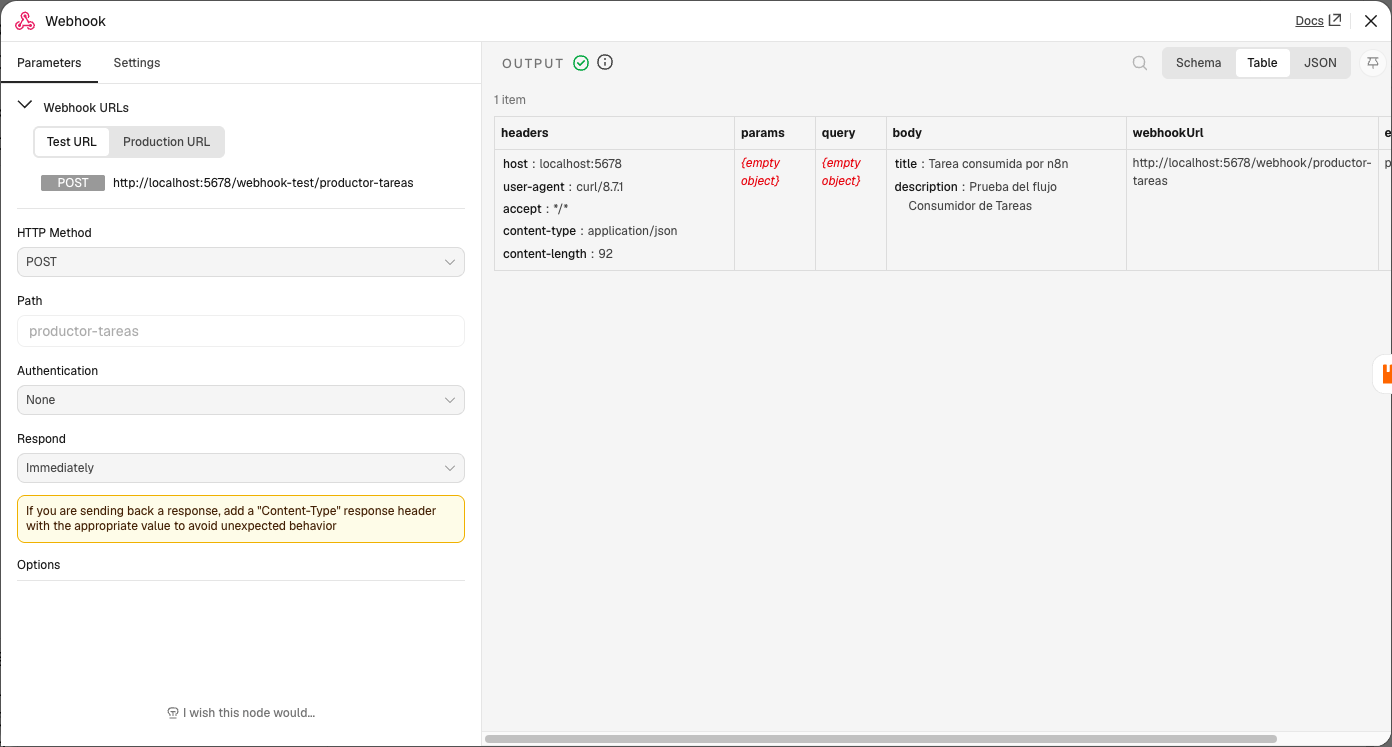 Webhook
Docs
Parameters
Settings
Webhook URLs
Test URL
Production URL
POST
http://localhost:5678/webhook-test/productor-tareas
HTTP Method
POST
Path
productor-tareas
Authentication
None
Respond
Immediately
If you are sending back a response, add a "Content-Type" response header
with the appropriate value to avoid unexpected behavior
Options
I wish this node would...
OUTPUT
Schema
Table
JSON
1 item
headers
params
query
body
webhookUrl
e
host : localhost:5678
user-agent : curl/8.7.1
accept : */*
content-type : application/json
content-length : 92
{empty
object}
{empty
object}
title : Tarea consumida por n8n
description : Prueba del flujo
Consumidor de Tareas
http://localhost:5678/webhook/productor-
tareas
p